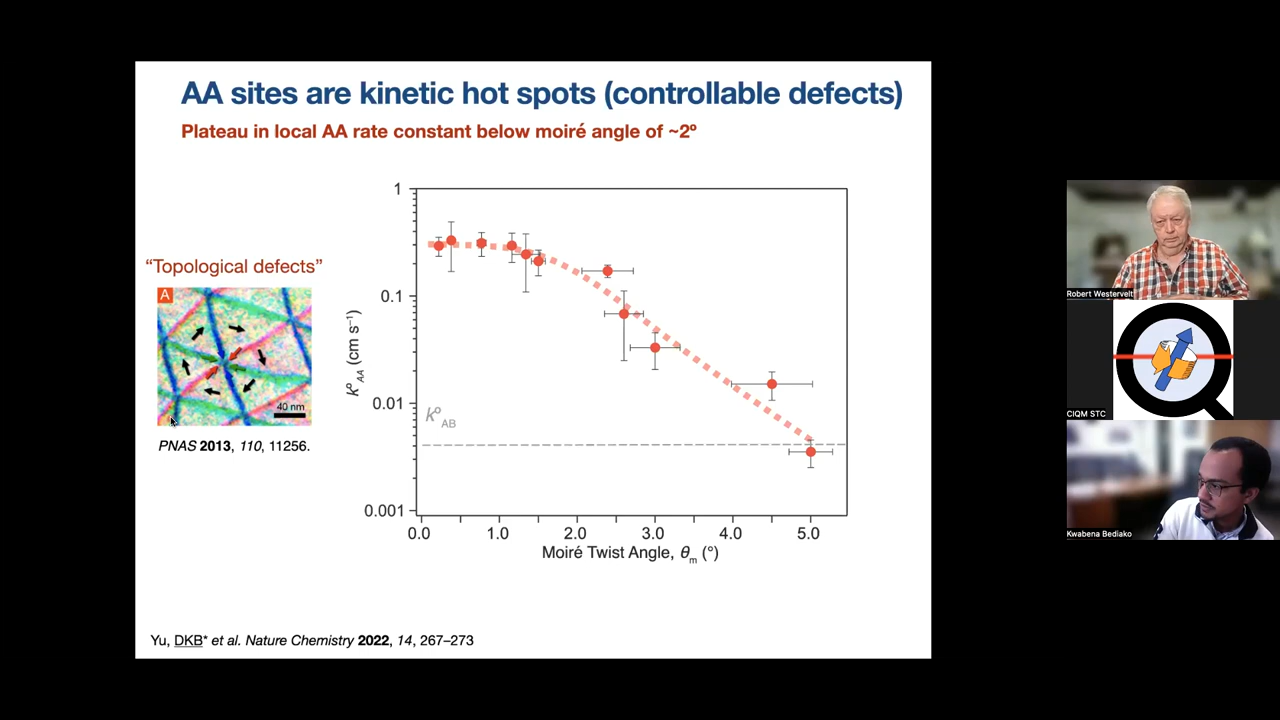 AA sites are kinetic hot spots (controllable defects)
Plateau in local AA rate constant below moiré angle of ~2º
“Topological defects”
A
40 nm
PNAS 2013, 110, 11256.
1
0.1
0.01
0.001
kº AA (cm s⁻¹)
kº AB
0.0 1.0 2.0 3.0 4.0 5.0
Moiré Twist Angle, θm (°)
Yu, DKB* et al. Nature Chemistry 2022, 14, 267–273
Robert Westervelt
CIQM STC
Kwabena Bediako